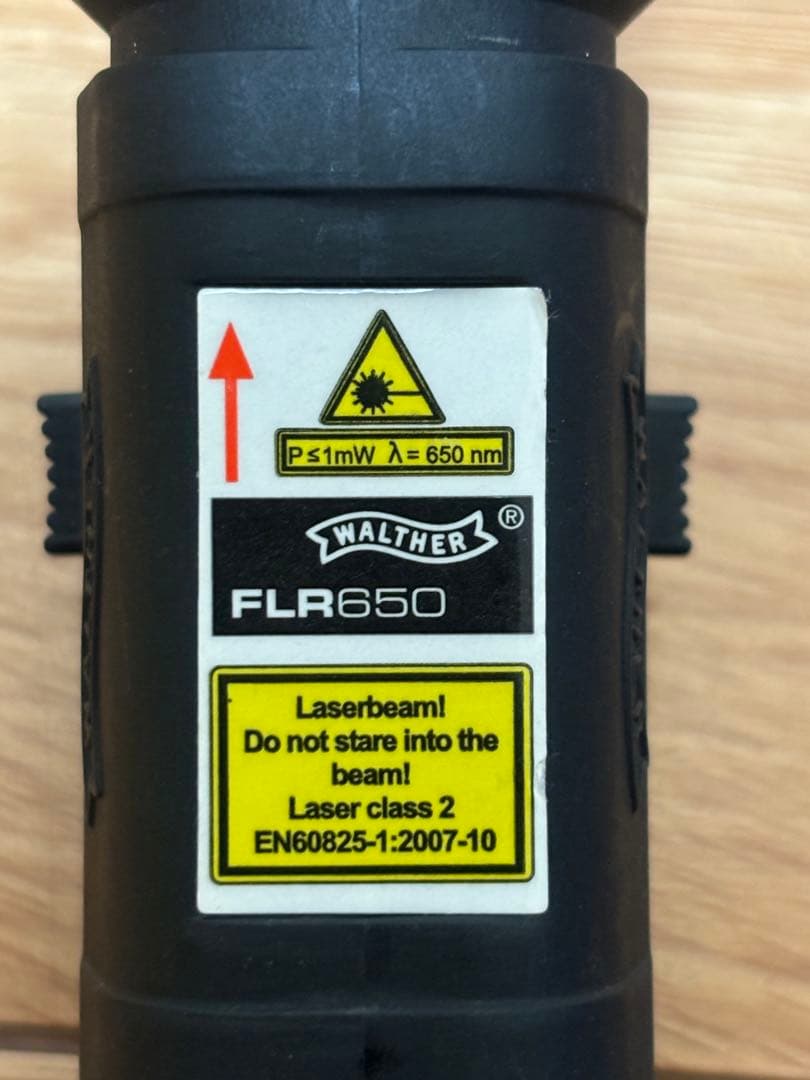 P≤1mW λ= 650 nm
WALTHER ®
FLR650
Laserbeam!
Do not stare into the
beam!
Laser class 2
EN60825-1:2007-10